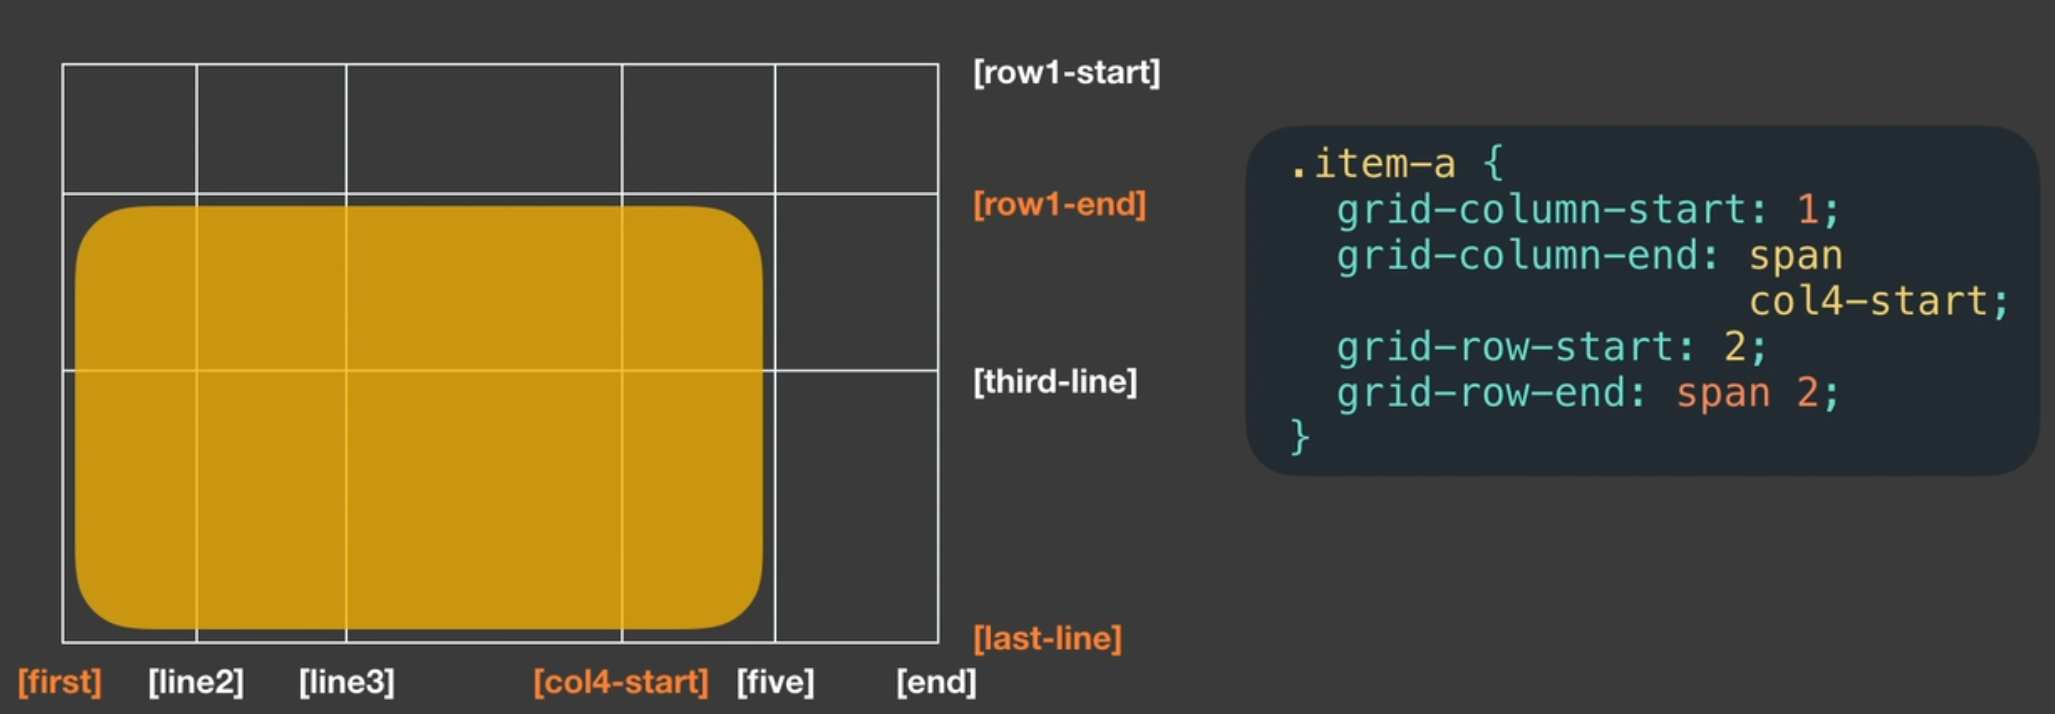 [row1-start]
[row1-end]
[third-line]
[last-line]
[first] [line2] [line3] [col4-start] [five] [end]
.item-a {
grid-column-start: 1;
grid-column-end: span
col4-start;
grid-row-start: 2;
grid-row-end: span 2;
}